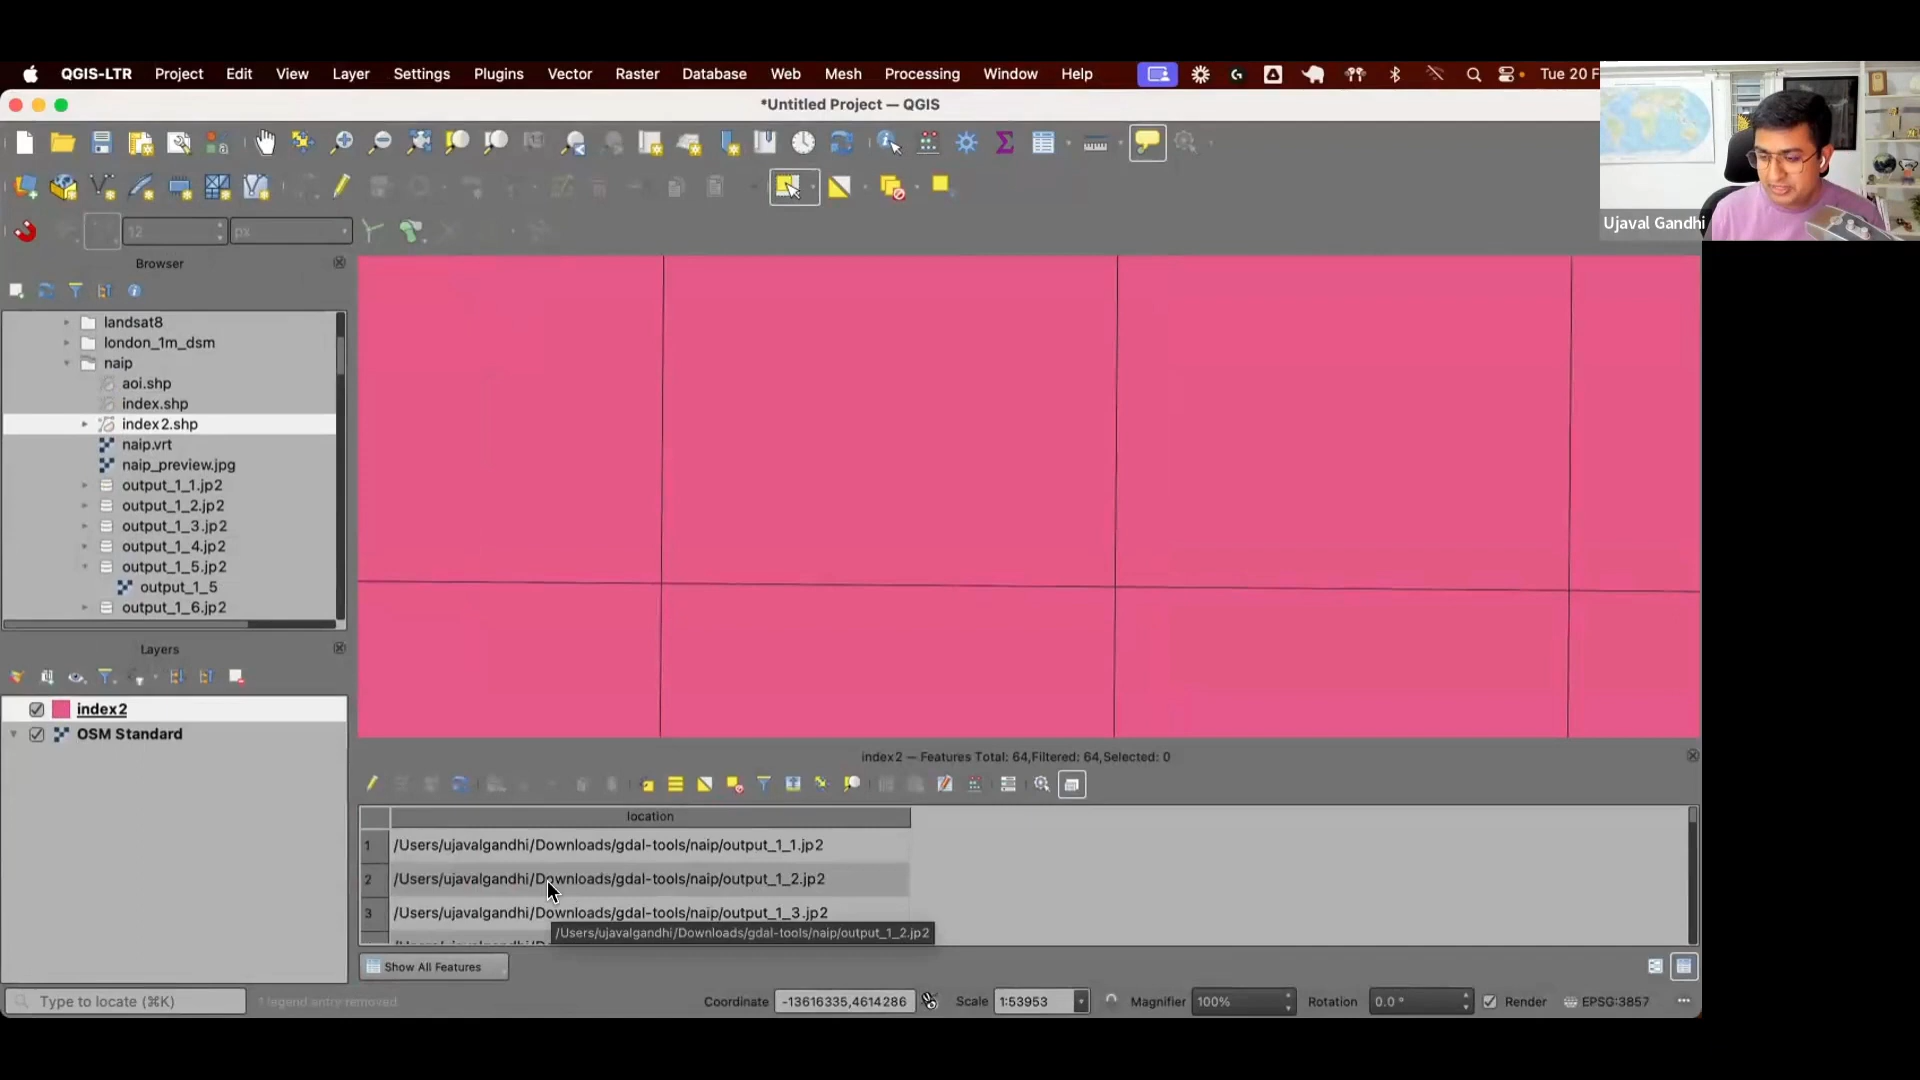 QGIS-LTR Project Edit View Layer Settings Plugins Vector Raster Database Web Mesh Processing Window Help Tue 20 F
*Untitled Project — QGIS
12 px
Ujaval Gandhi
Browser
landsat8
london_1m_dsm
naip
aoi.shp
index.shp
index2.shp
naip.vrt
naip_preview.jpg
output_1_1.jp2
output_1_2.jp2
output_1_3.jp2
output_1_4.jp2
output_1_5.jp2
output_1_5
output_1_6.jp2
Layers
index2
OSM Standard
index2 — Features Total: 64,Filtered: 64,Selected: 0
location
1 /Users/ujavalgandhi/Downloads/gdal-tools/naip/output_1_1.jp2
2 /Users/ujavalgandhi/Downloads/gdal-tools/naip/output_1_2.jp2
3 /Users/ujavalgandhi/Downloads/gdal-tools/naip/output_1_3.jp2
/Users/ujavalgandhi/Downloads/gdal-tools/naip/output_1_2.jp2
Show All Features
Type to locate (⌘K) 1 legend entry removed. Coordinate -13616335,4614286 Scale 1:53953 Magnifier 100% Rotation 0.0 ° Render EPSG:3857